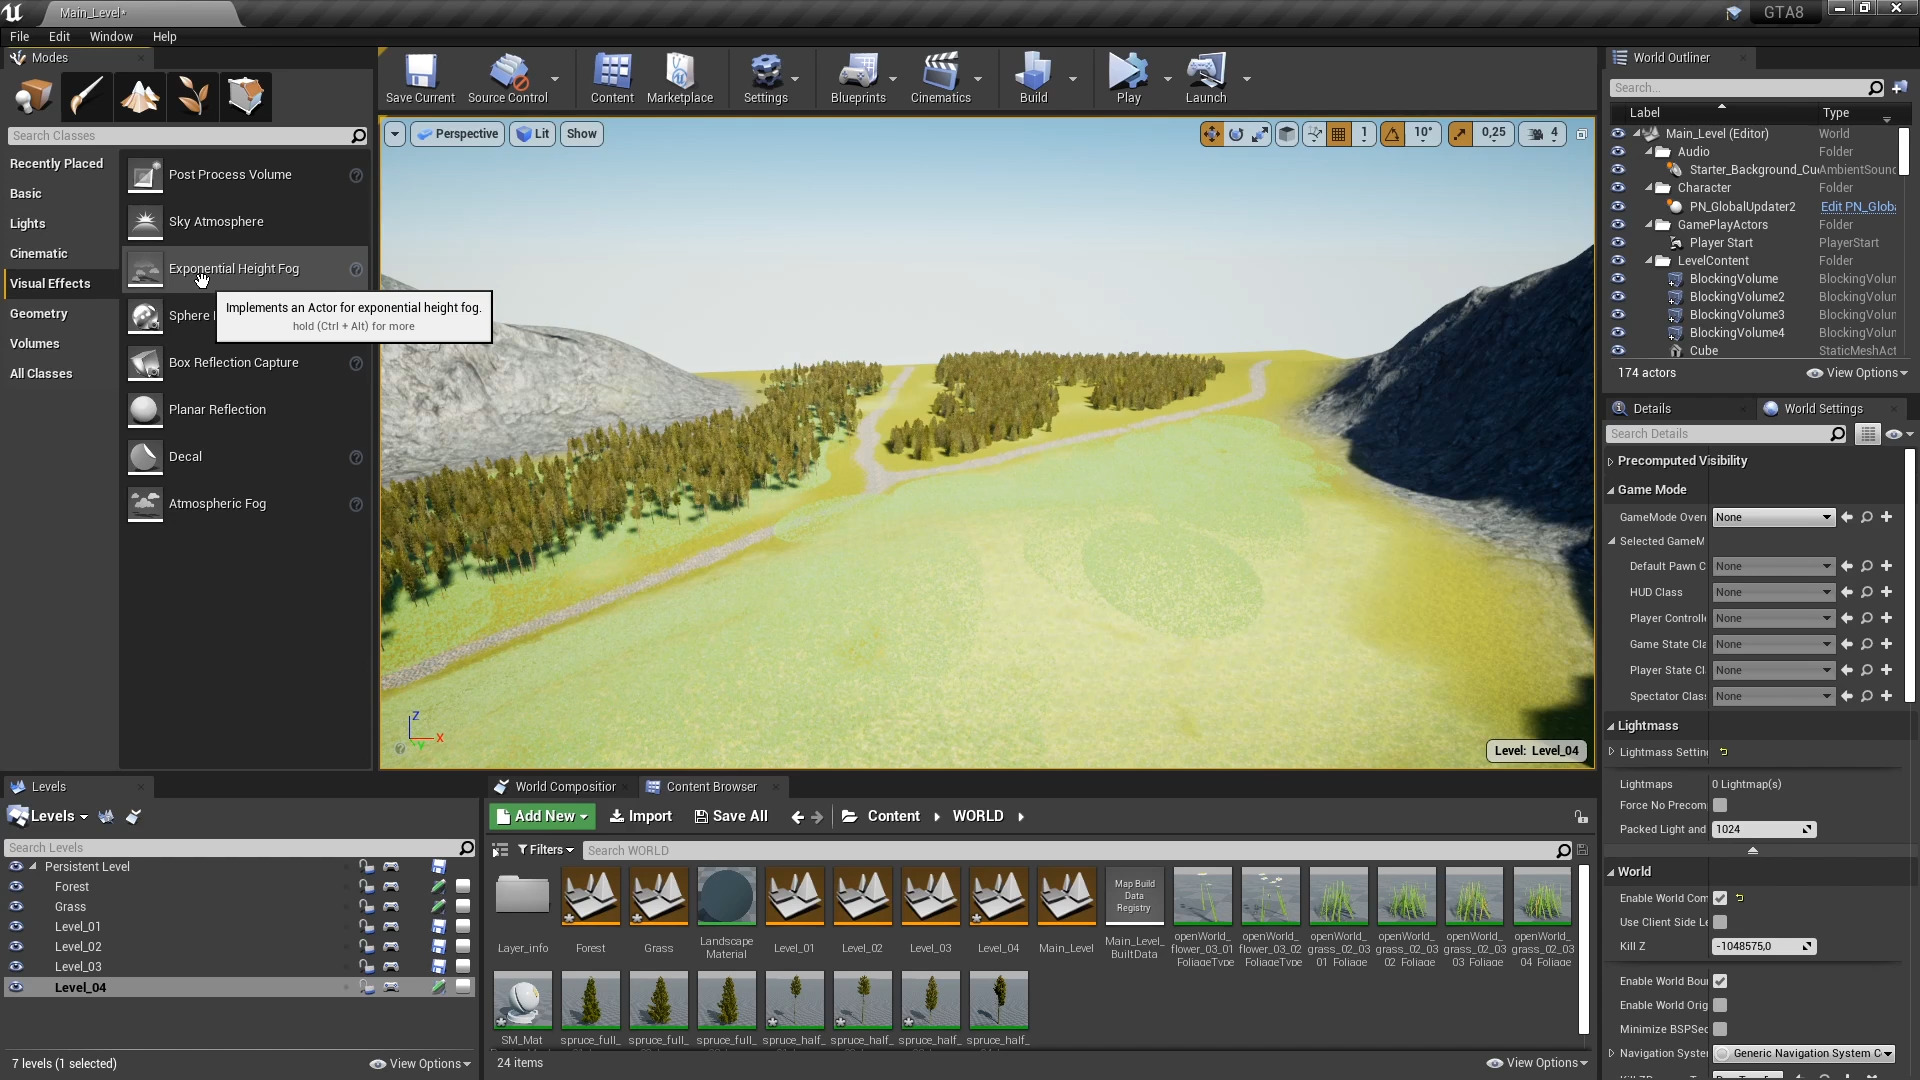 Main_Level*
GTA8
File Edit Window Help
Modes
Search Classes
Recently Placed
Basic
Lights
Cinematic
Visual Effects
Geometry
Volumes
All Classes
Post Process Volume
Sky Atmosphere
Exponential Height Fog
Sphere
Box Reflection Capture
Planar Reflection
Decal
Atmospheric Fog
Implements an Actor for exponential height fog.
hold (Ctrl + Alt) for more
Save Current Source Control Content Marketplace Settings Blueprints Cinematics Build Play Launch
Perspective Lit Show
1 10° 0,25 4
Z
X
Y
Level: Level_04
World Outliner
Search...
Label Type
Main_Level (Editor) World
Audio Folder
Starter_Background_Cu AmbientSound
Character Folder
PN_GlobalUpdater2 Edit PN_Globa
GamePlayActors Folder
Player Start PlayerStart
LevelContent Folder
BlockingVolume BlockingVolun
BlockingVolume2 BlockingVolun
BlockingVolume3 BlockingVolun
BlockingVolume4 BlockingVolun
Cube StaticMeshAct
174 actors View Options
Details World Settings
Search Details
Precomputed Visibility
Game Mode
GameMode Overr None
Selected GameM
Default Pawn C None
HUD Class None
Player Controlle None
Game State Cla None
Player State Cl None
Spectator Class None
Lightmass
Lightmass Setting
Lightmaps 0 Lightmap(s)
Force No Precom
Packed Light and 1024
World
Enable World Com
Use Client Side Le
Kill Z -1048575,0
Enable World Bou
Enable World Orig
Minimize BSPSec
Navigation Syster Generic Navigation System C
Levels
Levels
Search Levels
Persistent Level
Forest
Grass
Level_01
Level_02
Level_03
Level_04
7 levels (1 selected) View Options
World Composition Content Browser
Add New Import Save All Content WORLD
Filters Search WORLD
Layer_info
Forest
Grass
Landscape
Material
Level_01
Level_02
Level_03
Level_04
Main_Level
Map Build
Data
Registry
Main_Level_
BuiltData
openWorld_
flower_03_01
FoliageType
openWorld_
flower_03_02
FoliageType
openWorld_
grass_02_03
01_Foliage
openWorld_
grass_02_03
02_Foliage
openWorld_
grass_02_03
03_Foliage
openWorld_
grass_02_03
04_Foliage
SM_Mat
spruce_full_
spruce_full_
spruce_full_
spruce_half_
spruce_half_
spruce_half_
spruce_half_
24 items View Options